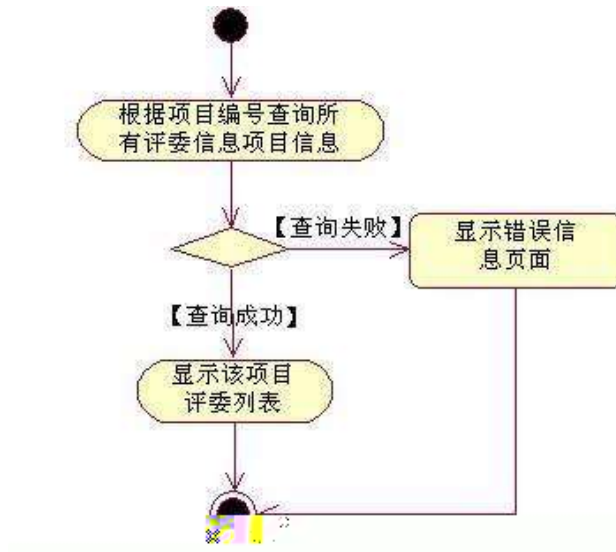 根据项目编号查询所
有评委信息项目信息
【查询失败】
显示错误信
息页面
【查询成功】
显示该项目
评委列表